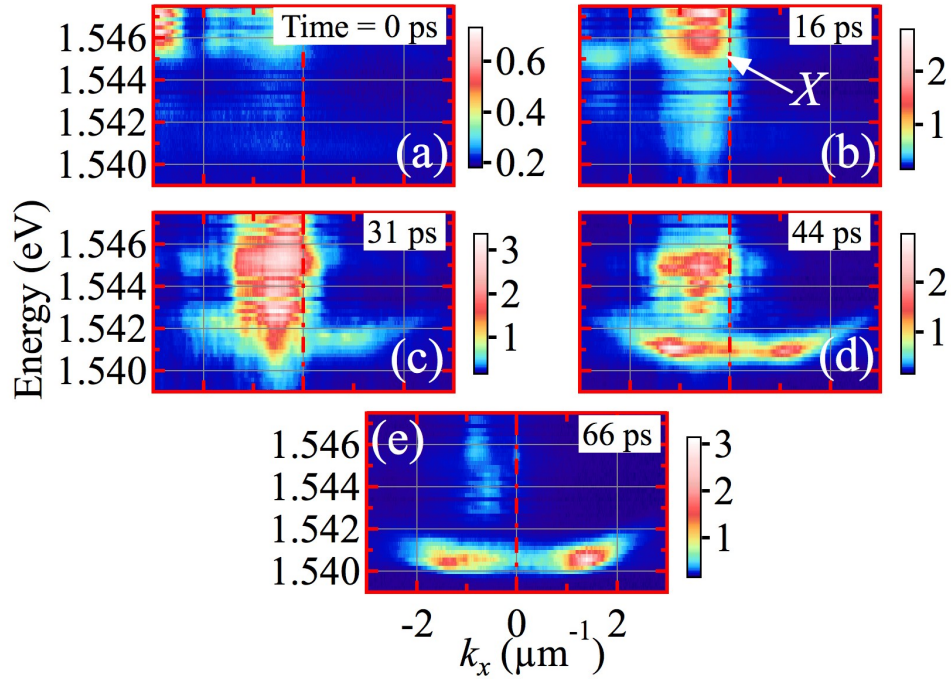 Time = 0 ps
1.546
1.544
1.542
1.540
(a)
0.6
0.4
0.2
16 ps
X
(b)
2
1
31 ps
1.546
1.544
1.542
1.540
(c)
3
2
1
44 ps
(d)
2
1
Energy (eV)
(e)
66 ps
1.546
1.544
1.542
1.540
3
2
1
-2 0 2
kx (μm-1)